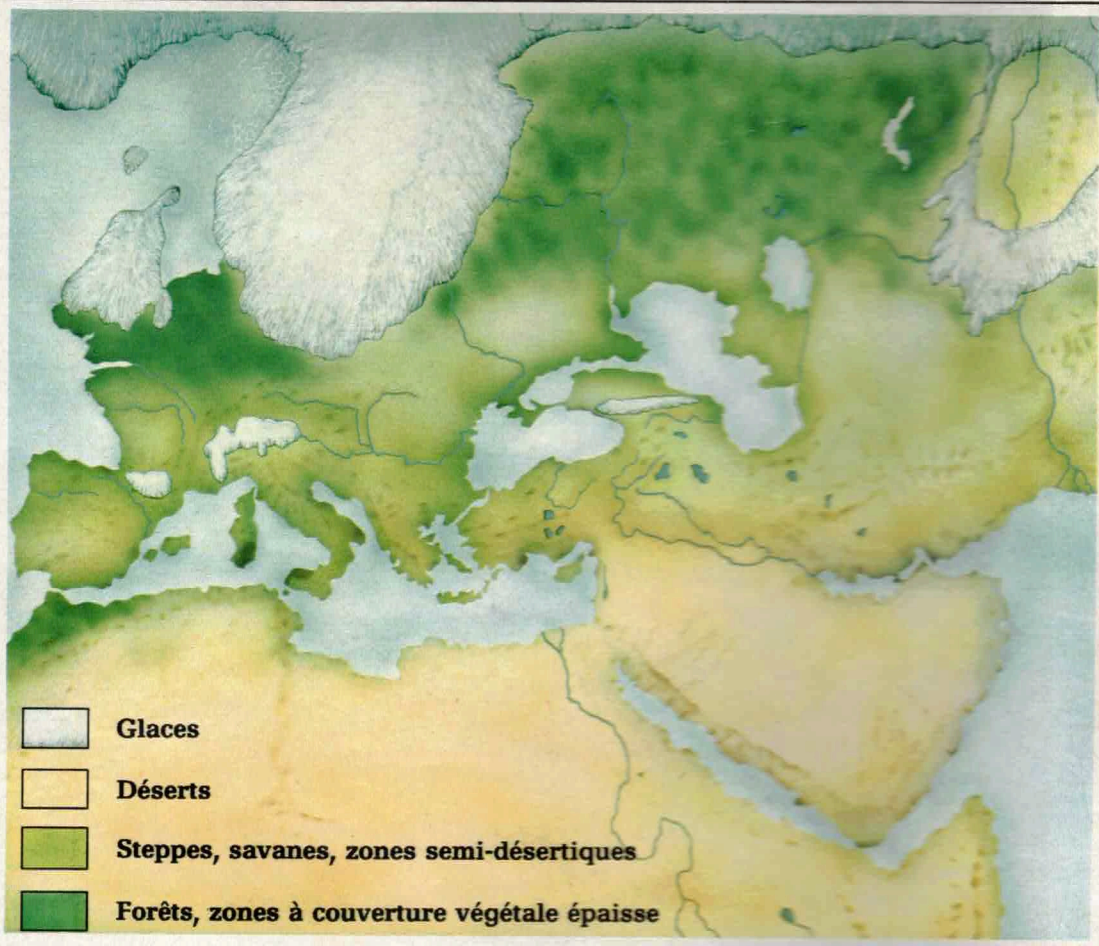 Glaces
Déserts
Steppes, savanes, zones semi-désertiques
Forêts, zones à couverture végétale épaisse